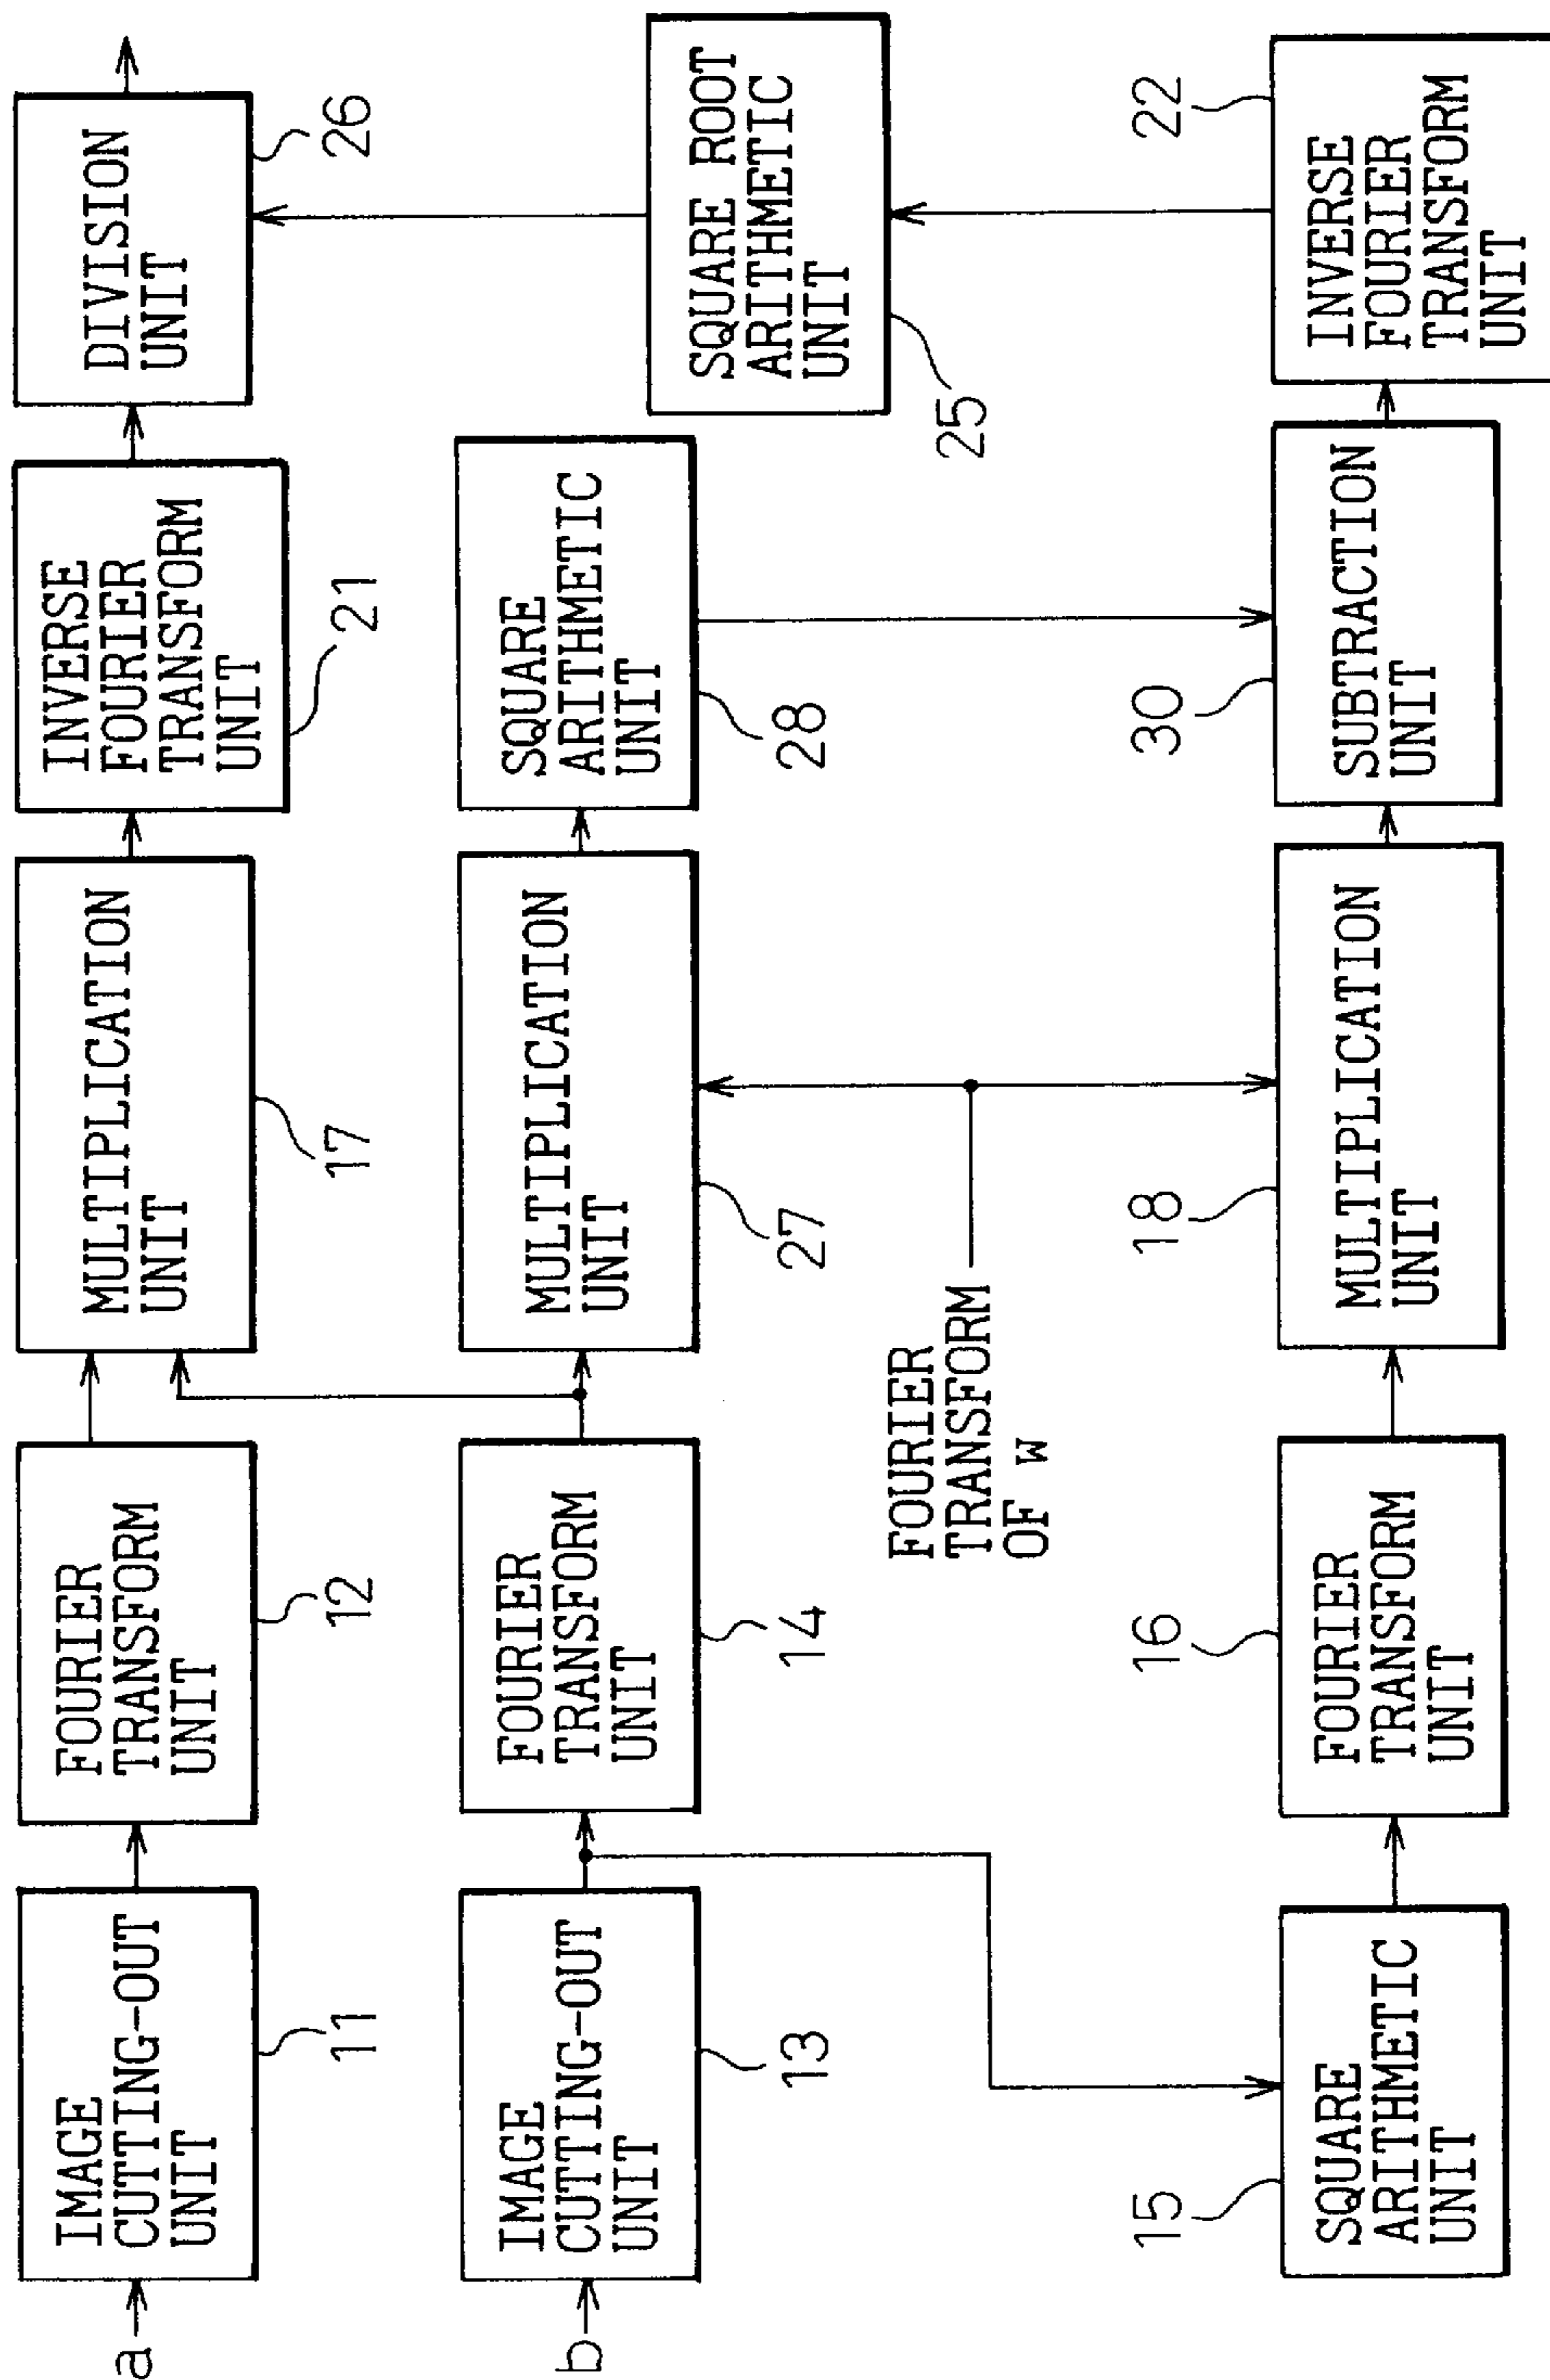 a
IMAGE
CUTTING-OUT
UNIT
11
FOURIER
TRANSFORM
UNIT
12
MULTIPLICATION
UNIT
17
INVERSE
FOURIER
TRANSFORM
UNIT
21
DIVISION
UNIT
26
b
IMAGE
CUTTING-OUT
UNIT
13
FOURIER
TRANSFORM
UNIT
14
MULTIPLICATION
UNIT
27
SQUARE
ARITHMETIC
UNIT
28
SQUARE ROOT
ARITHMETIC
UNIT
25
FOURIER
TRANSFORM
OF w
15
SQUARE
ARITHMETIC
UNIT
16
FOURIER
TRANSFORM
UNIT
18
MULTIPLICATION
UNIT
30
SUBTRACTION
UNIT
22
INVERSE
FOURIER
TRANSFORM
UNIT